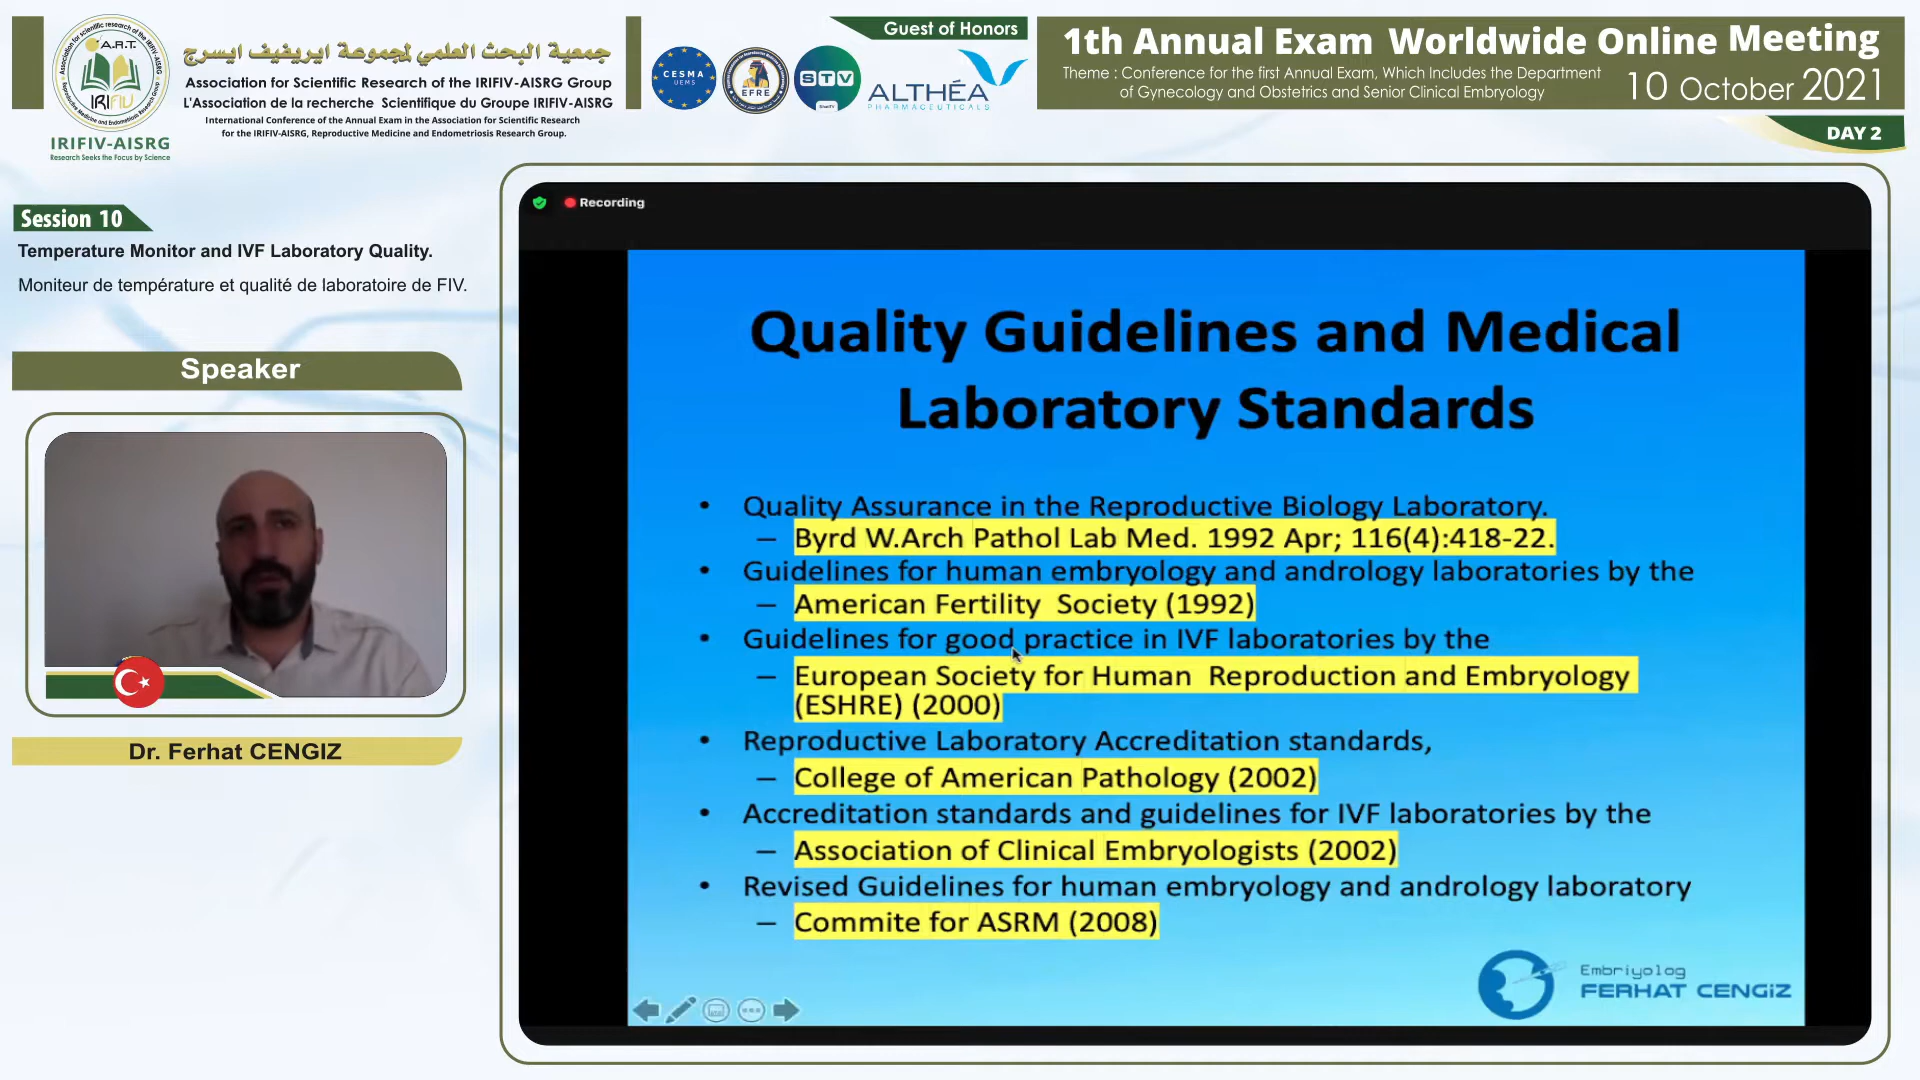 A.R.T.
IRIFIV
IRIFIV-AISRG
Research Seeks the Focus by Science
جمعية البحث العلمي لمجموعة ايريفيف ايسرج
Association for Scientific Research of the IRIFIV-AISRG Group
L'Association de la recherche Scientifique du Groupe IRIFIV-AISRG
International Conference of the Annual Exam in the Association for Scientific Research
for the IRIFIV-AISRG, Reproductive Medicine and Endometriosis Research Group.
Guest of Honors
CESMA
UEMS
EFRE
STV
ALTHÉA
PHARMACEUTICALS
1th Annual Exam Worldwide Online Meeting
Theme : Conference for the first Annual Exam, Which Includes the Department
of Gynecology and Obstetrics and Senior Clinical Embryology
10 October 2021
DAY 2
Session 10
Temperature Monitor and IVF Laboratory Quality.
Moniteur de température et qualité de laboratoire de FIV.
Speaker
Dr. Ferhat CENGIZ
Recording
Quality Guidelines and Medical
Laboratory Standards
• Quality Assurance in the Reproductive Biology Laboratory.
– Byrd W.Arch Pathol Lab Med. 1992 Apr; 116(4):418-22.
• Guidelines for human embryology and andrology laboratories by the
– American Fertility Society (1992)
• Guidelines for good practice in IVF laboratories by the
– European Society for Human Reproduction and Embryology
(ESHRE) (2000)
• Reproductive Laboratory Accreditation standards,
– College of American Pathology (2002)
• Accreditation standards and guidelines for IVF laboratories by the
– Association of Clinical Embryologists (2002)
• Revised Guidelines for human embryology and andrology laboratory
– Commite for ASRM (2008)
Embriyolog
FERHAT CENGiZ